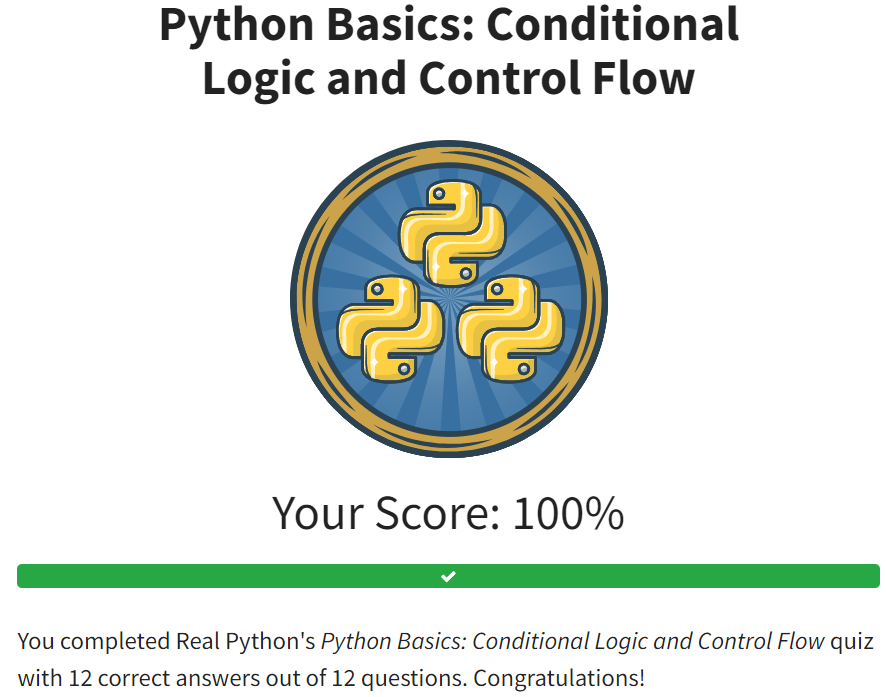 Python Basics: Conditional
Logic and Control Flow
Your Score: 100%
You completed Real Python's Python Basics: Conditional Logic and Control Flow quiz
with 12 correct answers out of 12 questions. Congratulations!